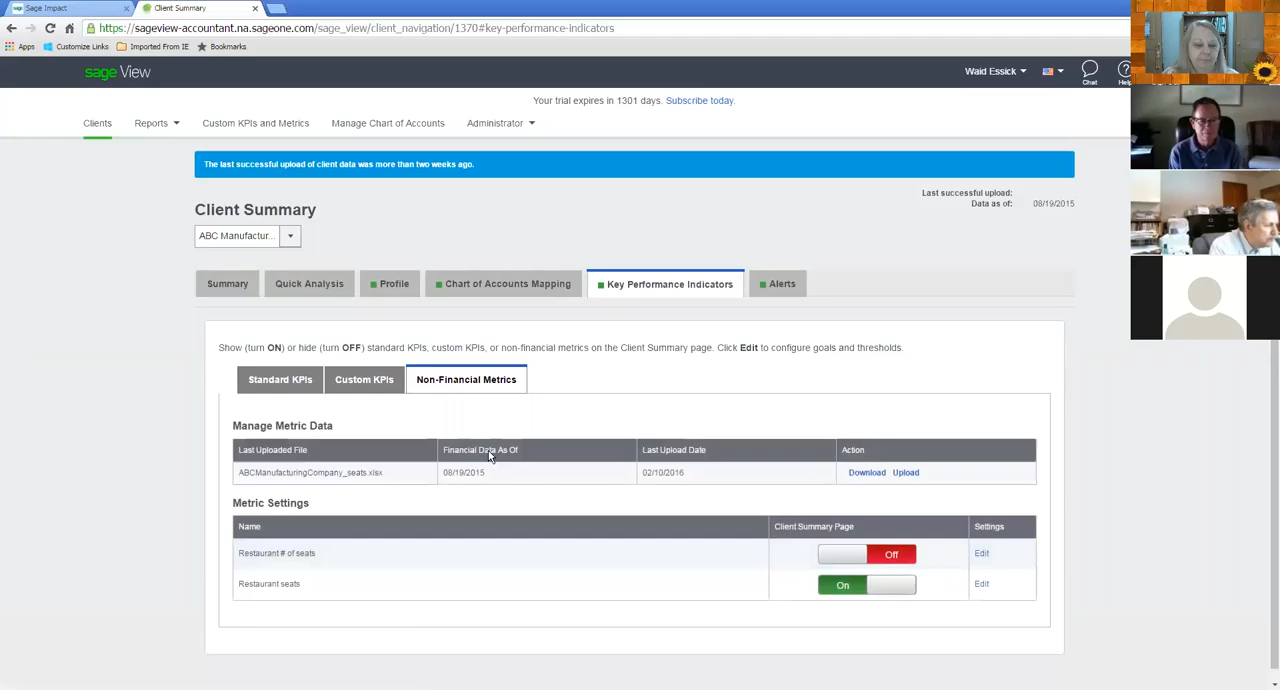 Sage Impact
Client Summary
https://sageview-accountant.na.sageone.com/sage_view/client_navigation/1370#key-performance-indicators
Apps Customize Links Imported From IE Bookmarks
sage View
Waid Essick
Chat
Help
Your trial expires in 1301 days. Subscribe today.
Clients Reports Custom KPIs and Metrics Manage Chart of Accounts Administrator
The last successful upload of client data was more than two weeks ago.
Last successful upload:
Data as of: 08/19/2015
Client Summary
ABC Manufactur...
Summary Quick Analysis Profile Chart of Accounts Mapping Key Performance Indicators Alerts
Show (turn ON) or hide (turn OFF) standard KPIs, custom KPIs, or non-financial metrics on the Client Summary page. Click Edit to configure goals and thresholds.
Standard KPIs Custom KPIs Non-Financial Metrics
Manage Metric Data
Last Uploaded File Financial Data As Of Last Upload Date Action
ABCManufacturingCompany_seats.xlsx 08/19/2015 02/10/2016 Download Upload
Metric Settings
Name Client Summary Page Settings
Restaurant # of seats Off Edit
Restaurant seats On Edit